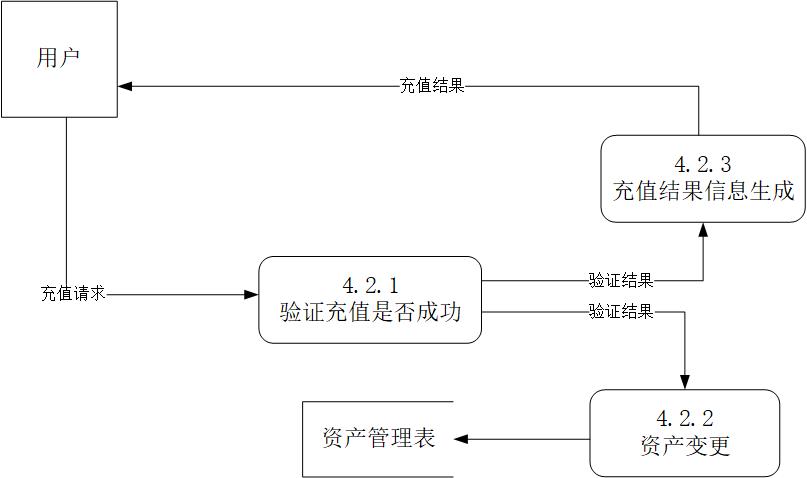 用户
充值结果
4.2.3
充值结果信息生成
充值请求
4.2.1
验证充值是否成功
验证结果
验证结果
资产管理表
4.2.2
资产变更